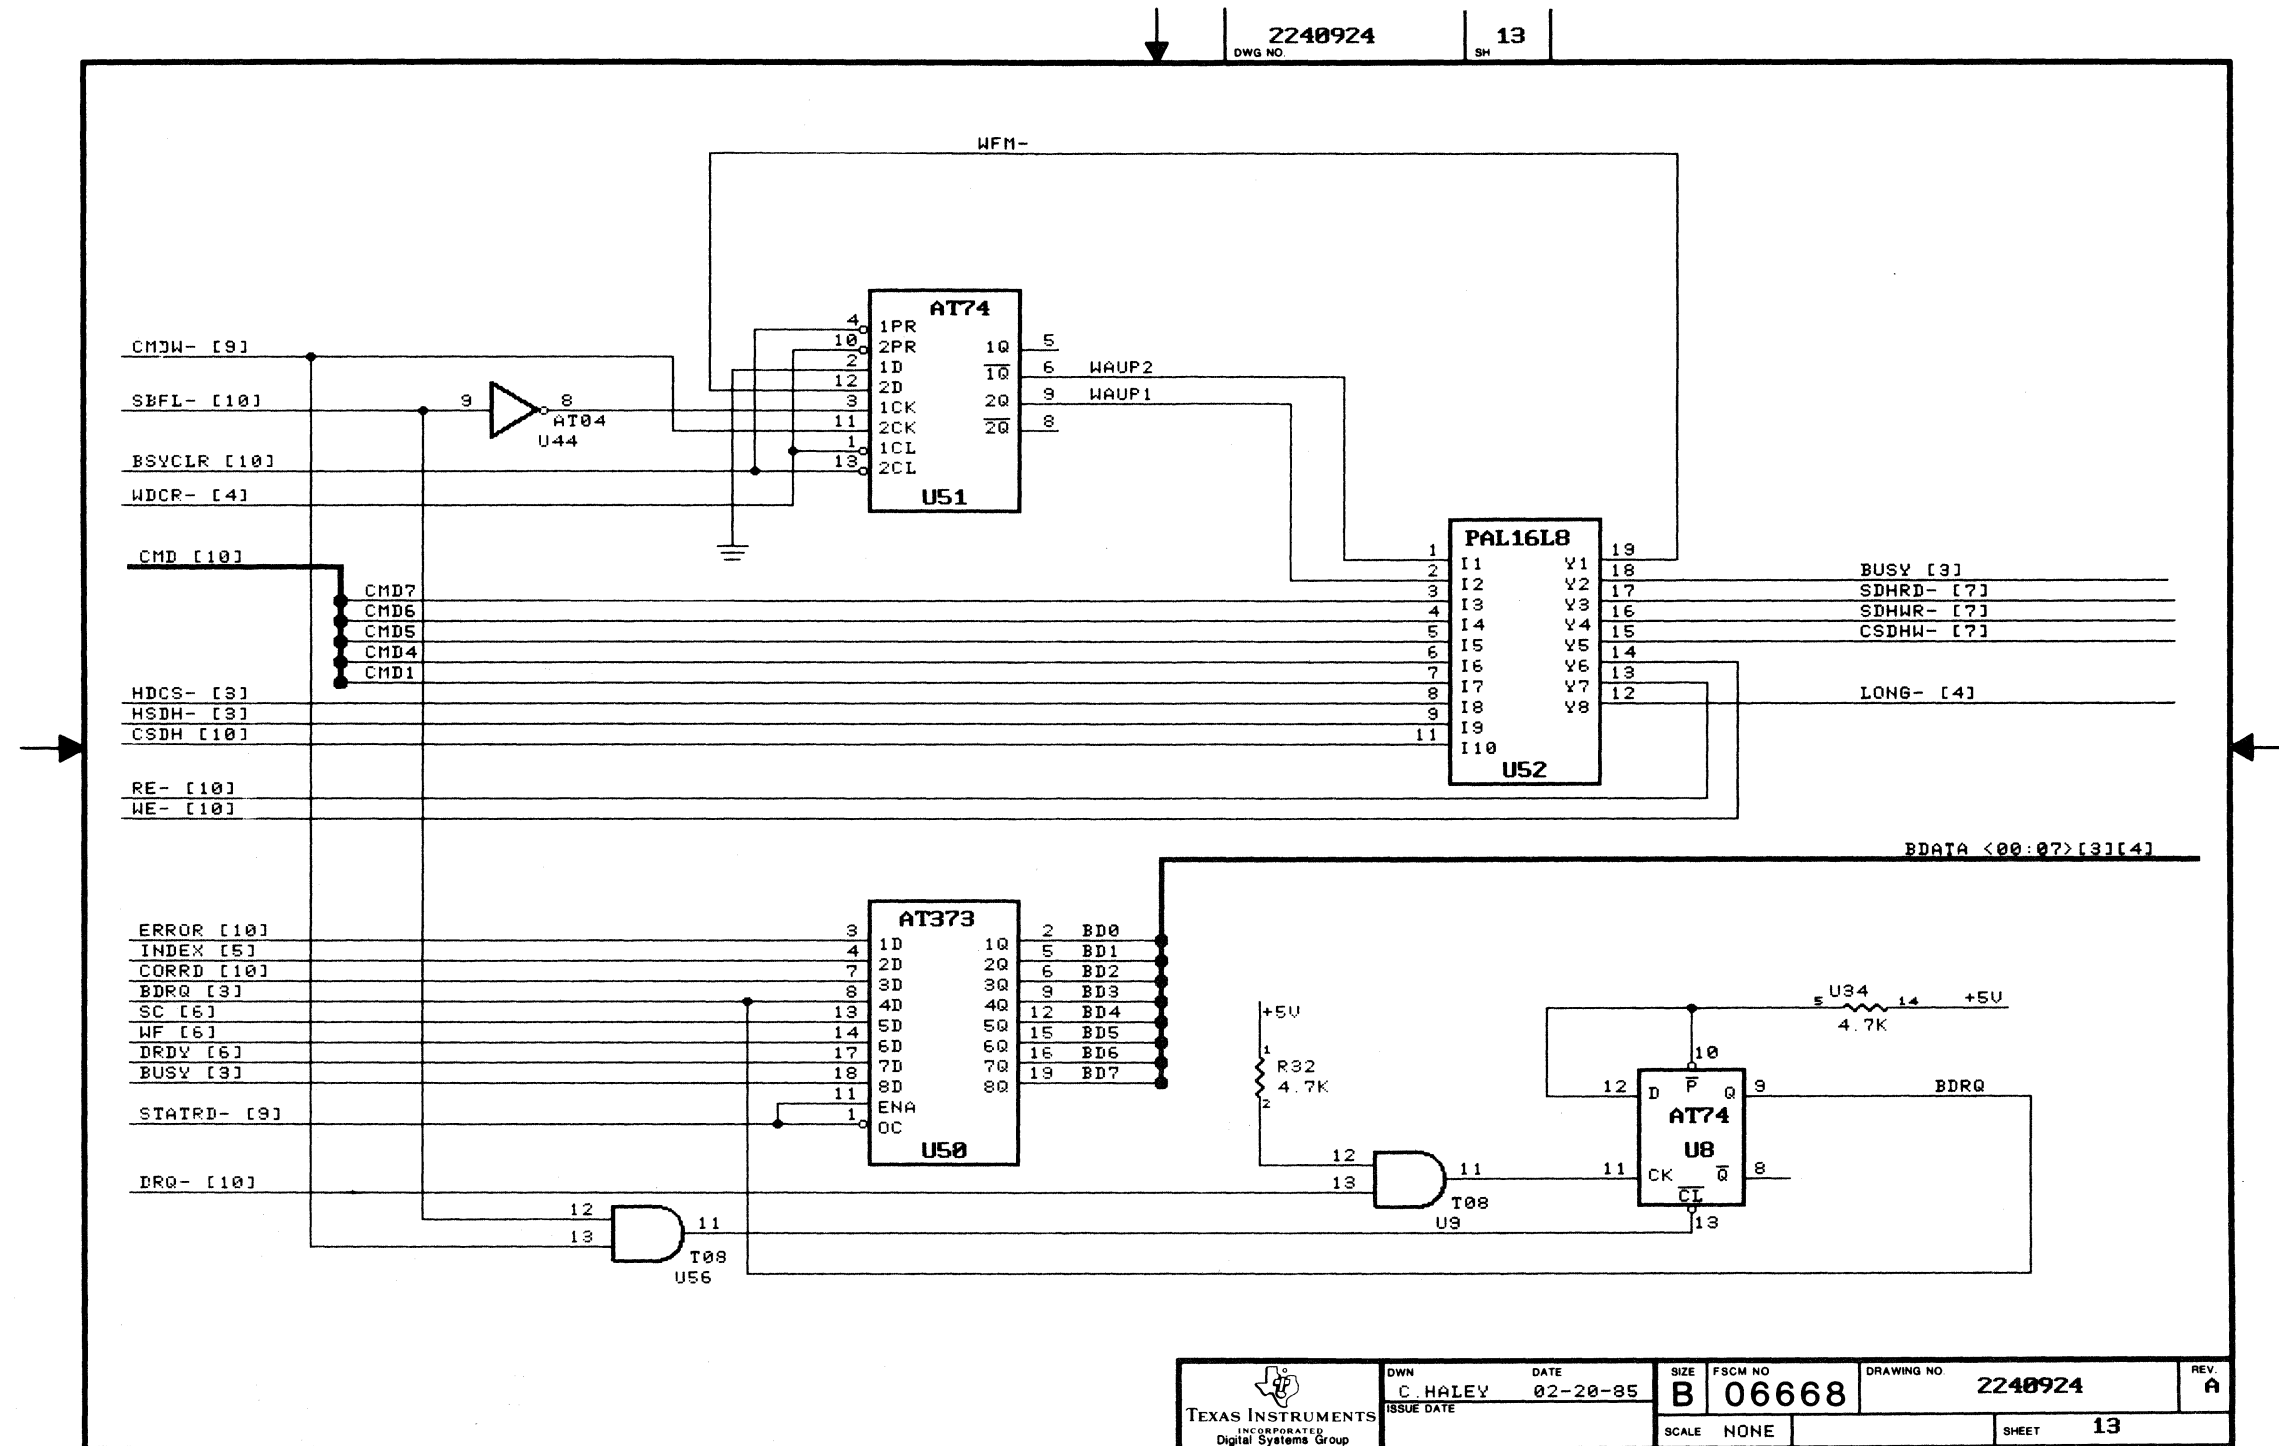 2240924
DWG NO.
SH
13
WFM-
CMDW- [9]
SBFL- [10]
BSYCLR [10]
WDCR- [4]
9
8
AT04
U44
AT74
4 1PR
10 2PR
2 1D
12 2D
3 1CK
11 2CK
1 1CL
13 2CL
1Q 5
1Q 6
2Q 9
2Q 8
U51
WAUP2
WAUP1
CMD [10]
CMD7
CMD6
CMD5
CMD4
CMD1
HDCS- [3]
HSDH- [3]
CSDH [10]
RE- [10]
WE- [10]
PAL16L8
1 I1
2 I2
3 I3
4 I4
5 I5
6 I6
7 I7
8 I8
9 I9
11 I10
Y1 19
Y2 18
Y3 17
Y4 16
Y5 15
Y6 14
Y7 13
Y8 12
U52
BUSY [3]
SDHRD- [7]
SDHWR- [7]
CSDHW- [7]
LONG- [4]
BDATA <00:07>[3][4]
ERROR [10]
INDEX [5]
CORRD [10]
BDRQ [3]
SC [6]
WF [6]
DRDY [6]
BUSY [3]
STATRD- [9]
DRQ- [10]
AT373
3 1D
4 2D
7 3D
8 4D
13 5D
14 6D
17 7D
18 8D
11 ENA
1 OC
1Q 2 BD0
2Q 5 BD1
3Q 6 BD2
4Q 9 BD3
5Q 12 BD4
6Q 15 BD5
7Q 16 BD6
8Q 19 BD7
U50
+5V
1
R32
4.7K
2
12
13
11
T08
U9
12
13
11
T08
U56
5 U34 14 +5V
4.7K
10
12 D P Q 9
AT74
U8
11 CK Q 8
CL
13
BDRQ
TEXAS INSTRUMENTS
INCORPORATED
Digital Systems Group
DWN
C.HALEY
DATE
02-20-85
ISSUE DATE
SIZE
B
FSCM NO
06668
DRAWING NO.
2240924
REV.
A
SCALE NONE
SHEET 13